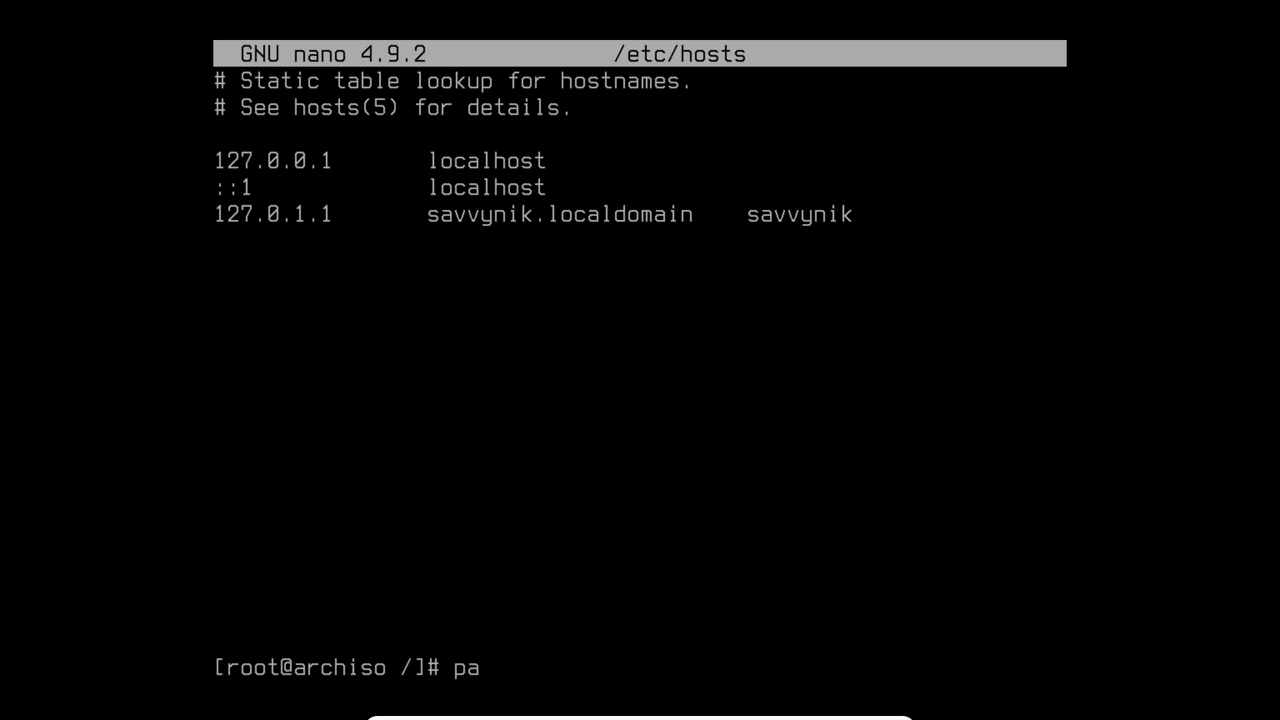 GNU nano 4.9.2 /etc/hosts
# Static table lookup for hostnames.
# See hosts(5) for details.
127.0.0.1 localhost
::1 localhost
127.0.1.1 savvynik.localdomain savvynik
[root@archiso /]# pa